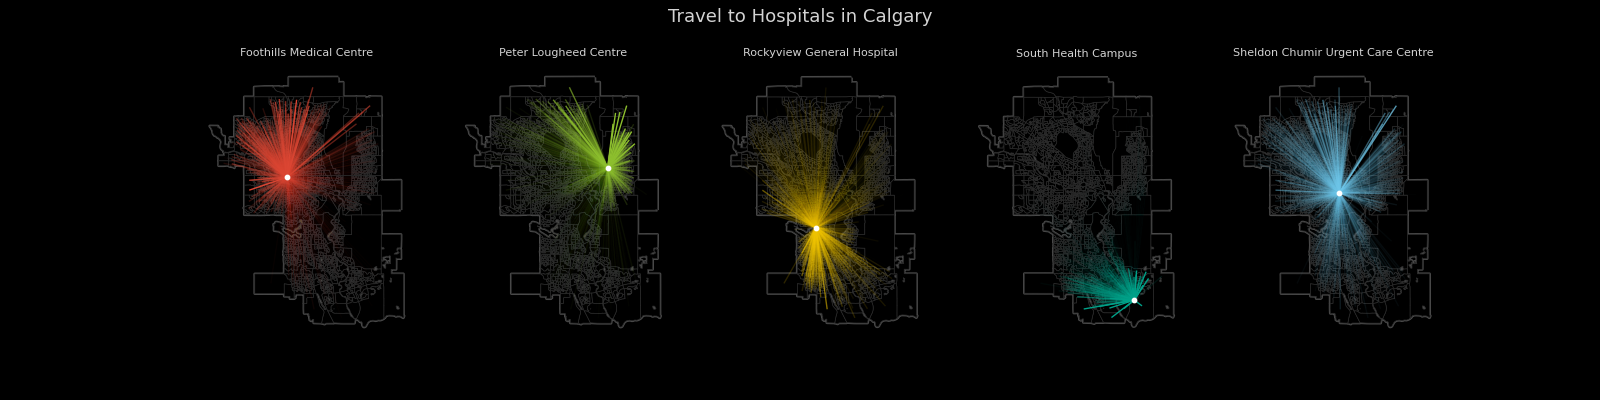 Travel to Hospitals in Calgary
Foothills Medical Centre
Peter Lougheed Centre
Rockyview General Hospital
South Health Campus
Sheldon Chumir Urgent Care Centre